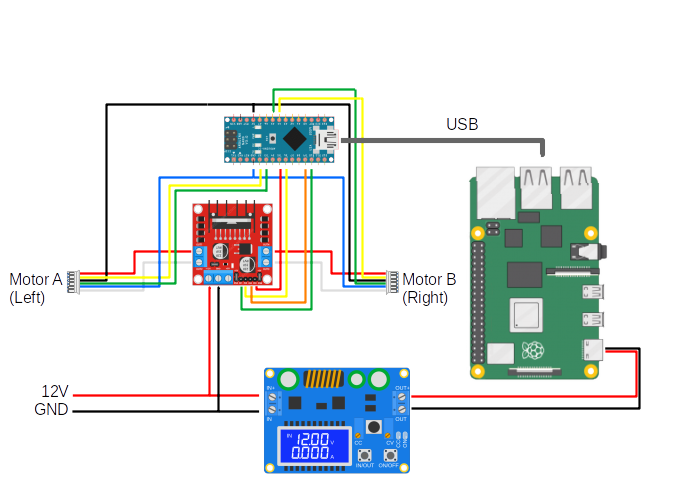 USB
Motor A
(Left)
Motor B
(Right)
12V
GND
IN+
OUT+
IN
OUT
IN 12.00 V
0.000 A
CC
CV
IN/OUT
ON/OFF